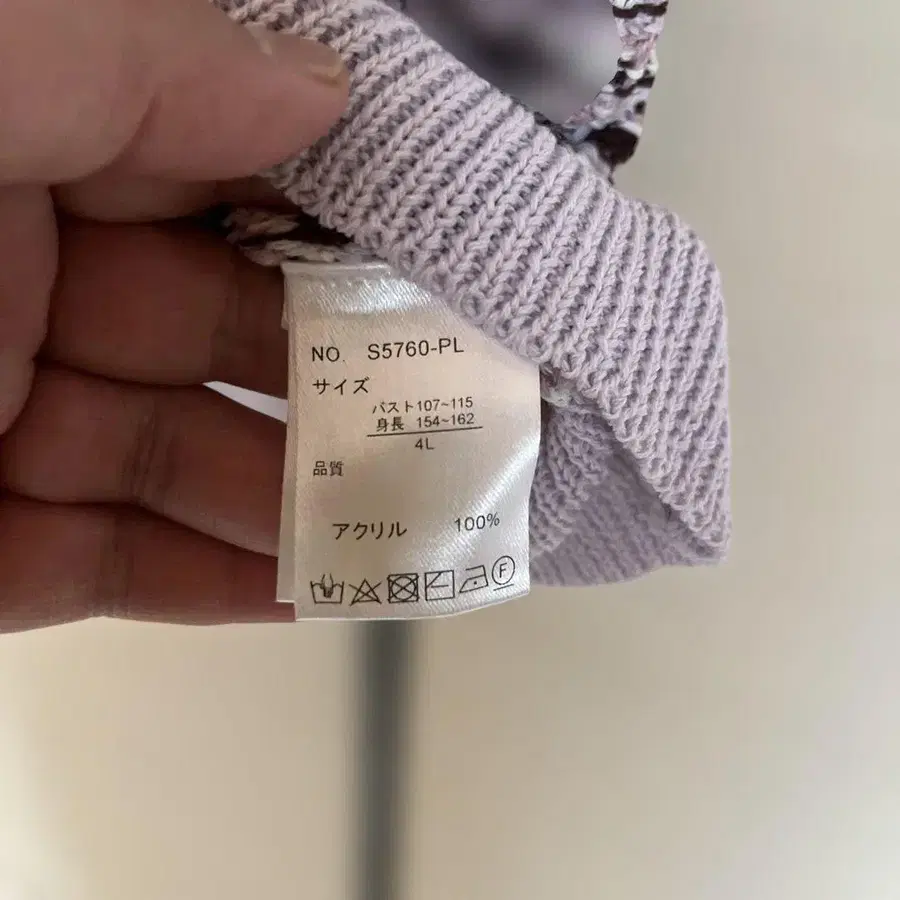 NO. S5760-PL
サイズ
バスト107~115
身長 154~162
4L
品質
アクリル 100%
F